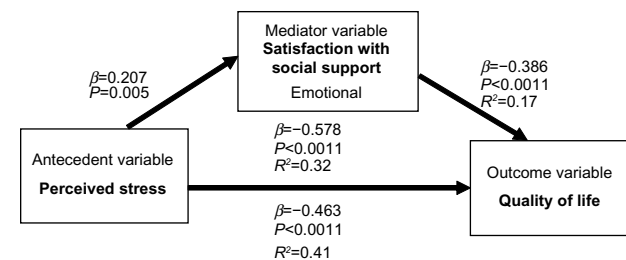 Mediator variable
Satisfaction with
social support
Emotional
β=0.207
P=0.005
β=−0.386
P<0.0011
R²=0.17
β=−0.578
P<0.0011
R²=0.32
Antecedent variable
Perceived stress
Outcome variable
Quality of life
β=−0.463
P<0.0011
R²=0.41